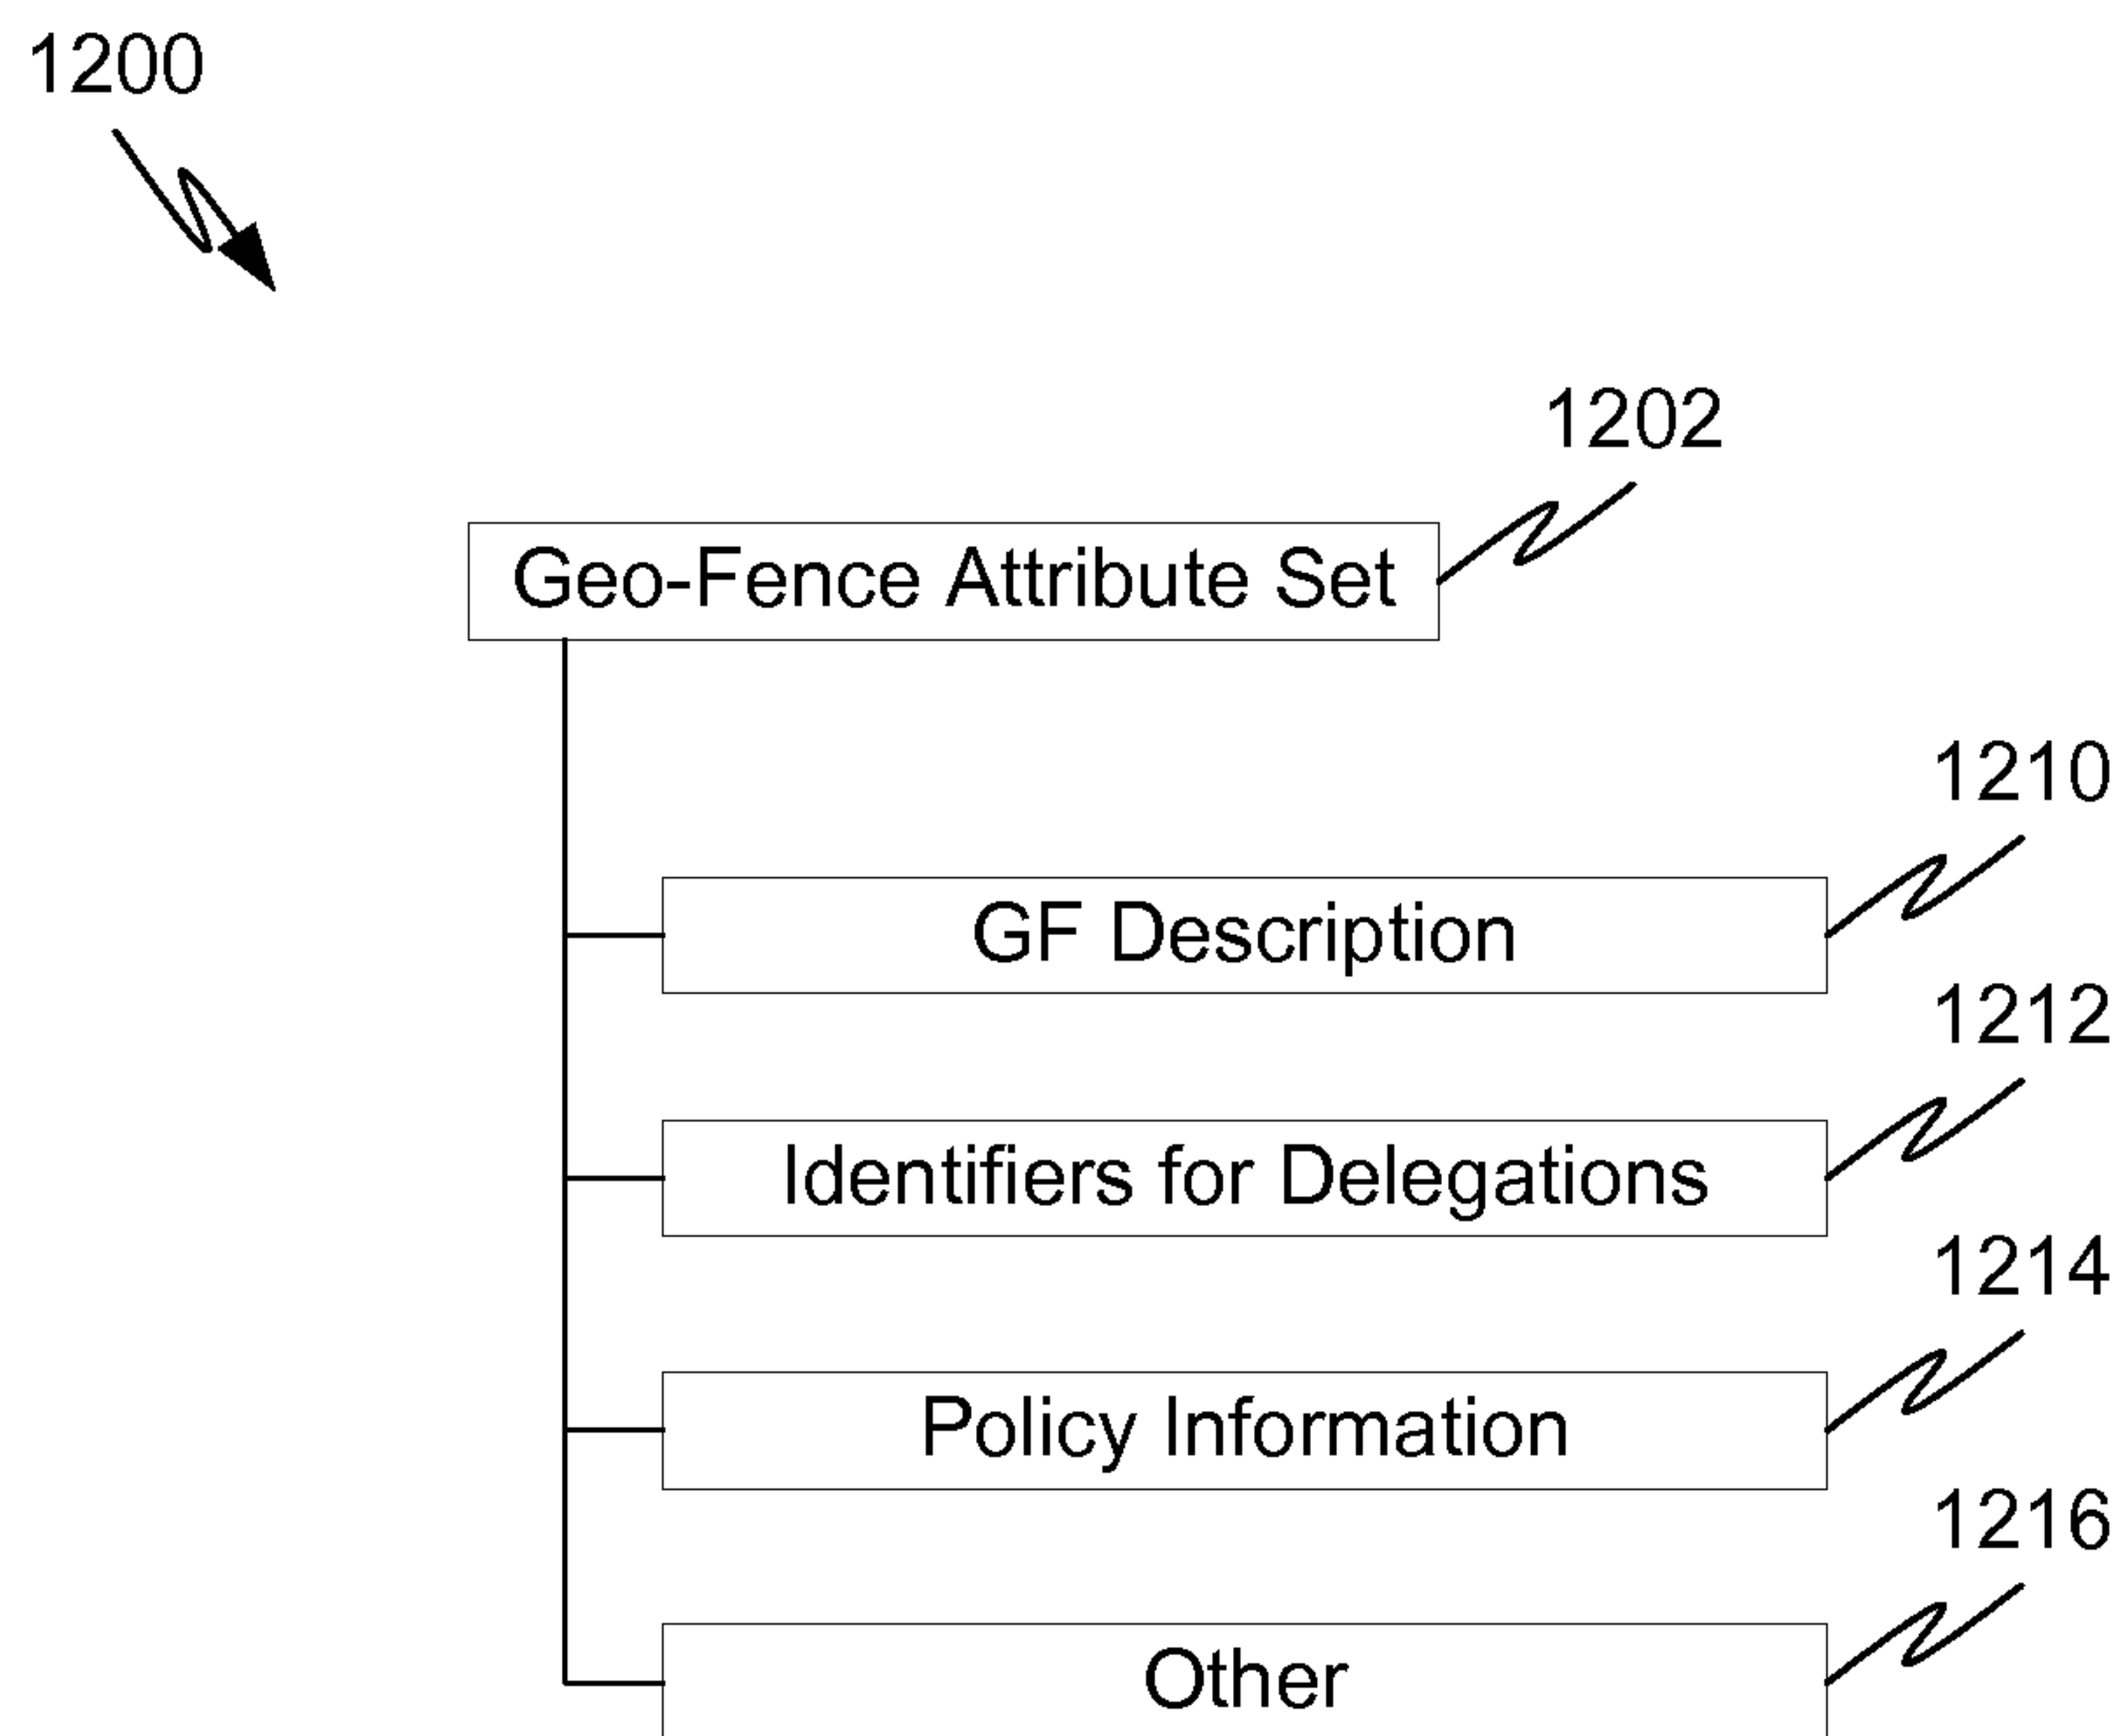 1200
1202
Geo-Fence Attribute Set
1210
GF Description
1212
Identifiers for Delegations
1214
Policy Information
1216
Other